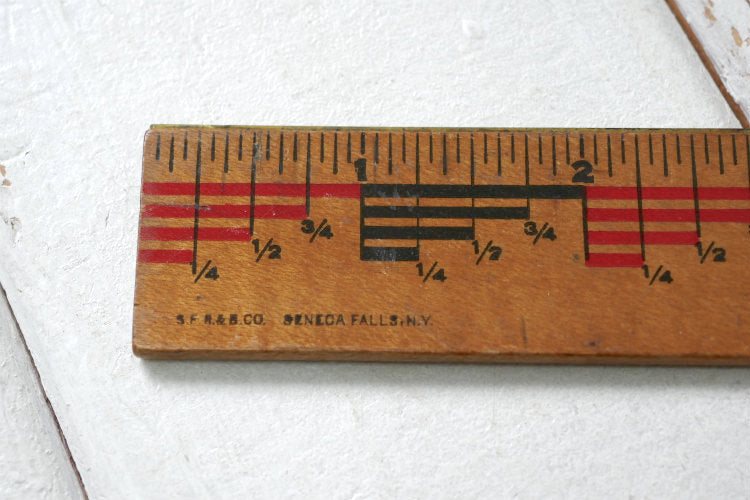 1 2
3/4 3/4
1/2 1/2 1/2
1/4 1/4 1/4
S.F.R.& B.CO. SENECA FALLS, N.Y.